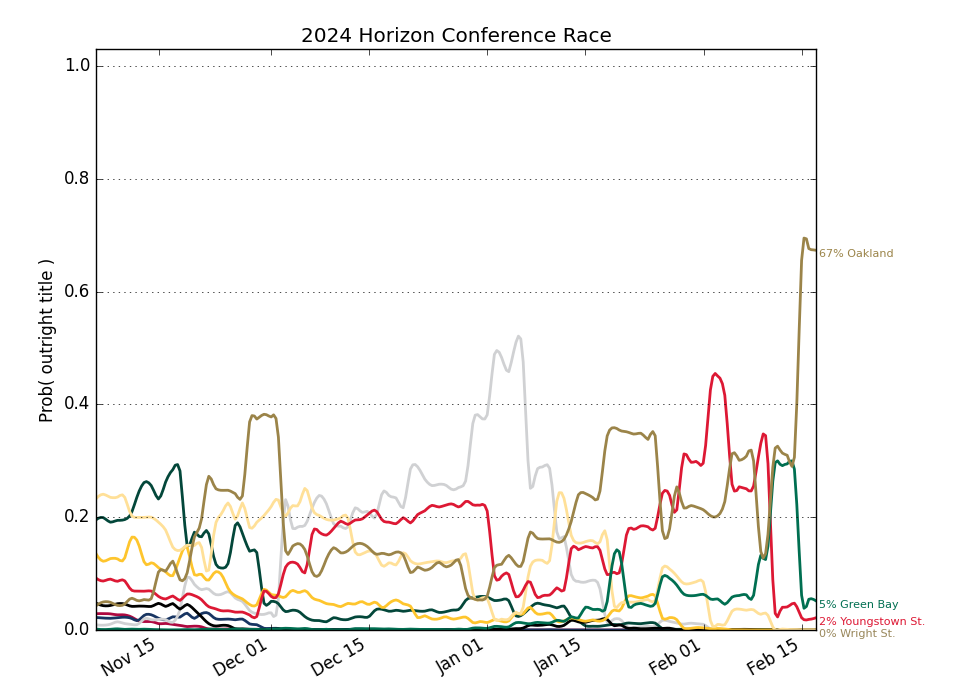 2024 Horizon Conference Race
Prob( outright title )
1.0
0.8
0.6
0.4
0.2
0.0
Nov 15
Dec 01
Dec 15
Jan 01
Jan 15
Feb 01
Feb 15
67% Oakland
5% Green Bay
2% Youngstown St.
0% Wright St.